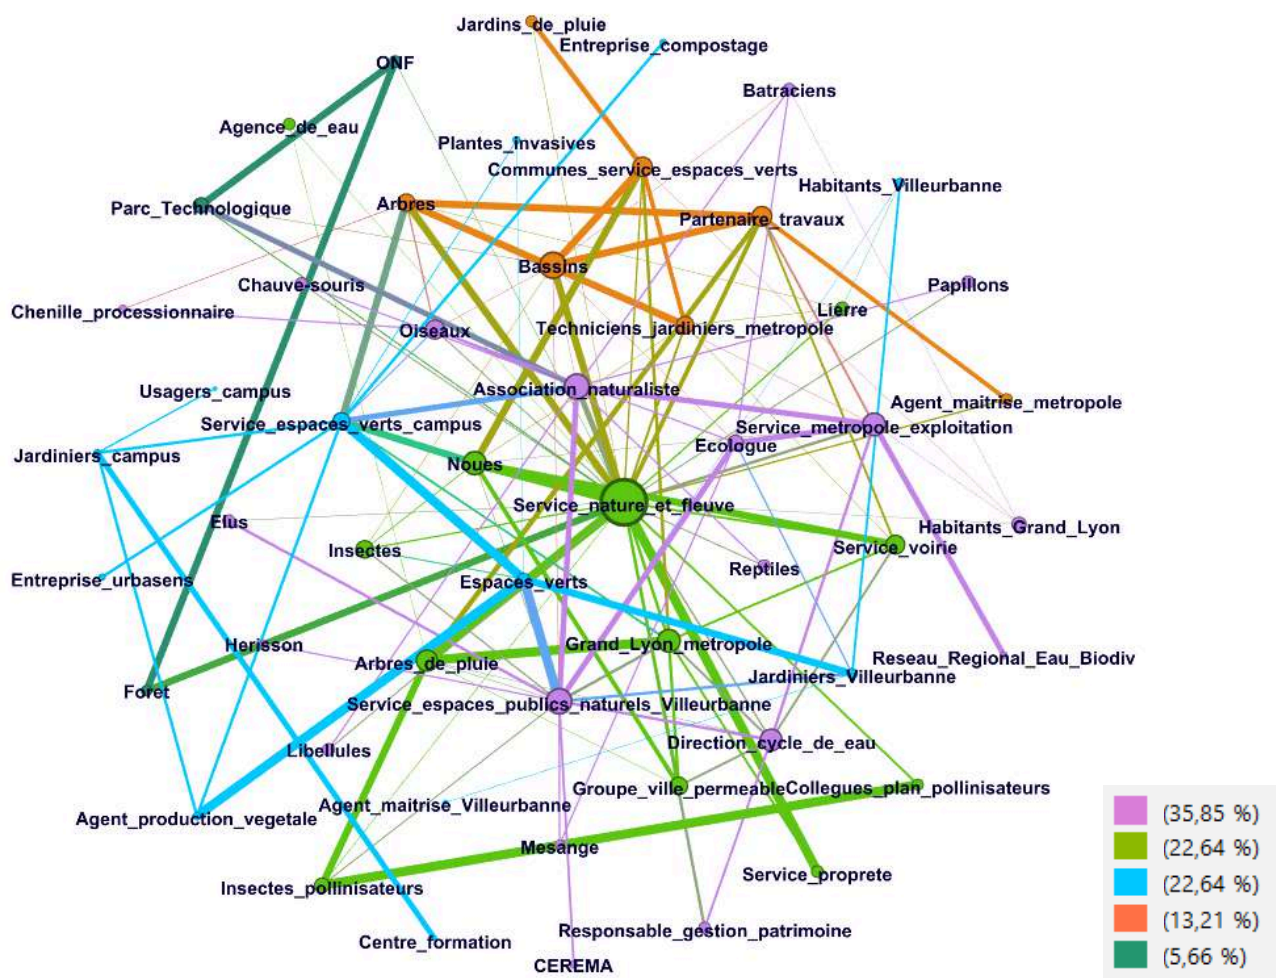 Jardins_de_pluie
Entreprise_compostage
ONF
Batraciens
Agence_de_eau
Plantes_invasives
Communes_service_espaces_verts
Habitants_Villeurbanne
Parc_Technologique
Arbres
Partenaire_travaux
Bassins
Chauve-souris
Papillons
Chenille_processionnaire
Lierre
Oiseaux
Techniciens_jardiniers_metropole
Usagers_campus
Association_naturaliste
Agent_maitrise_metropole
Service_espaces_verts_campus
Service_metropole_exploitation
Ecologue
Jardiniers_campus
Noues
Service_nature_et_fleuve
Elus
Habitants_Grand_Lyon
Insectes
Service_voirie
Reptiles
Entreprise_urbasens
Espaces_verts
Herisson
Grand_Lyon_metropole
Reseau_Regional_Eau_Biodiv
Arbres_de_pluie
Jardiniers_Villeurbanne
Foret
Service_espaces_publics_naturels_Villeurbanne
Direction_cycle_de_eau
Libellules
Groupe_ville_permeable
Collegues_plan_pollinisateurs
Agent_maitrise_Villeurbanne
Agent_production_vegetale
Mesange
Service_proprete
Insectes_pollinisateurs
Responsable_gestion_patrimoine
Centre_formation
CEREMA
(35,85 %)
(22,64 %)
(22,64 %)
(13,21 %)
(5,66 %)